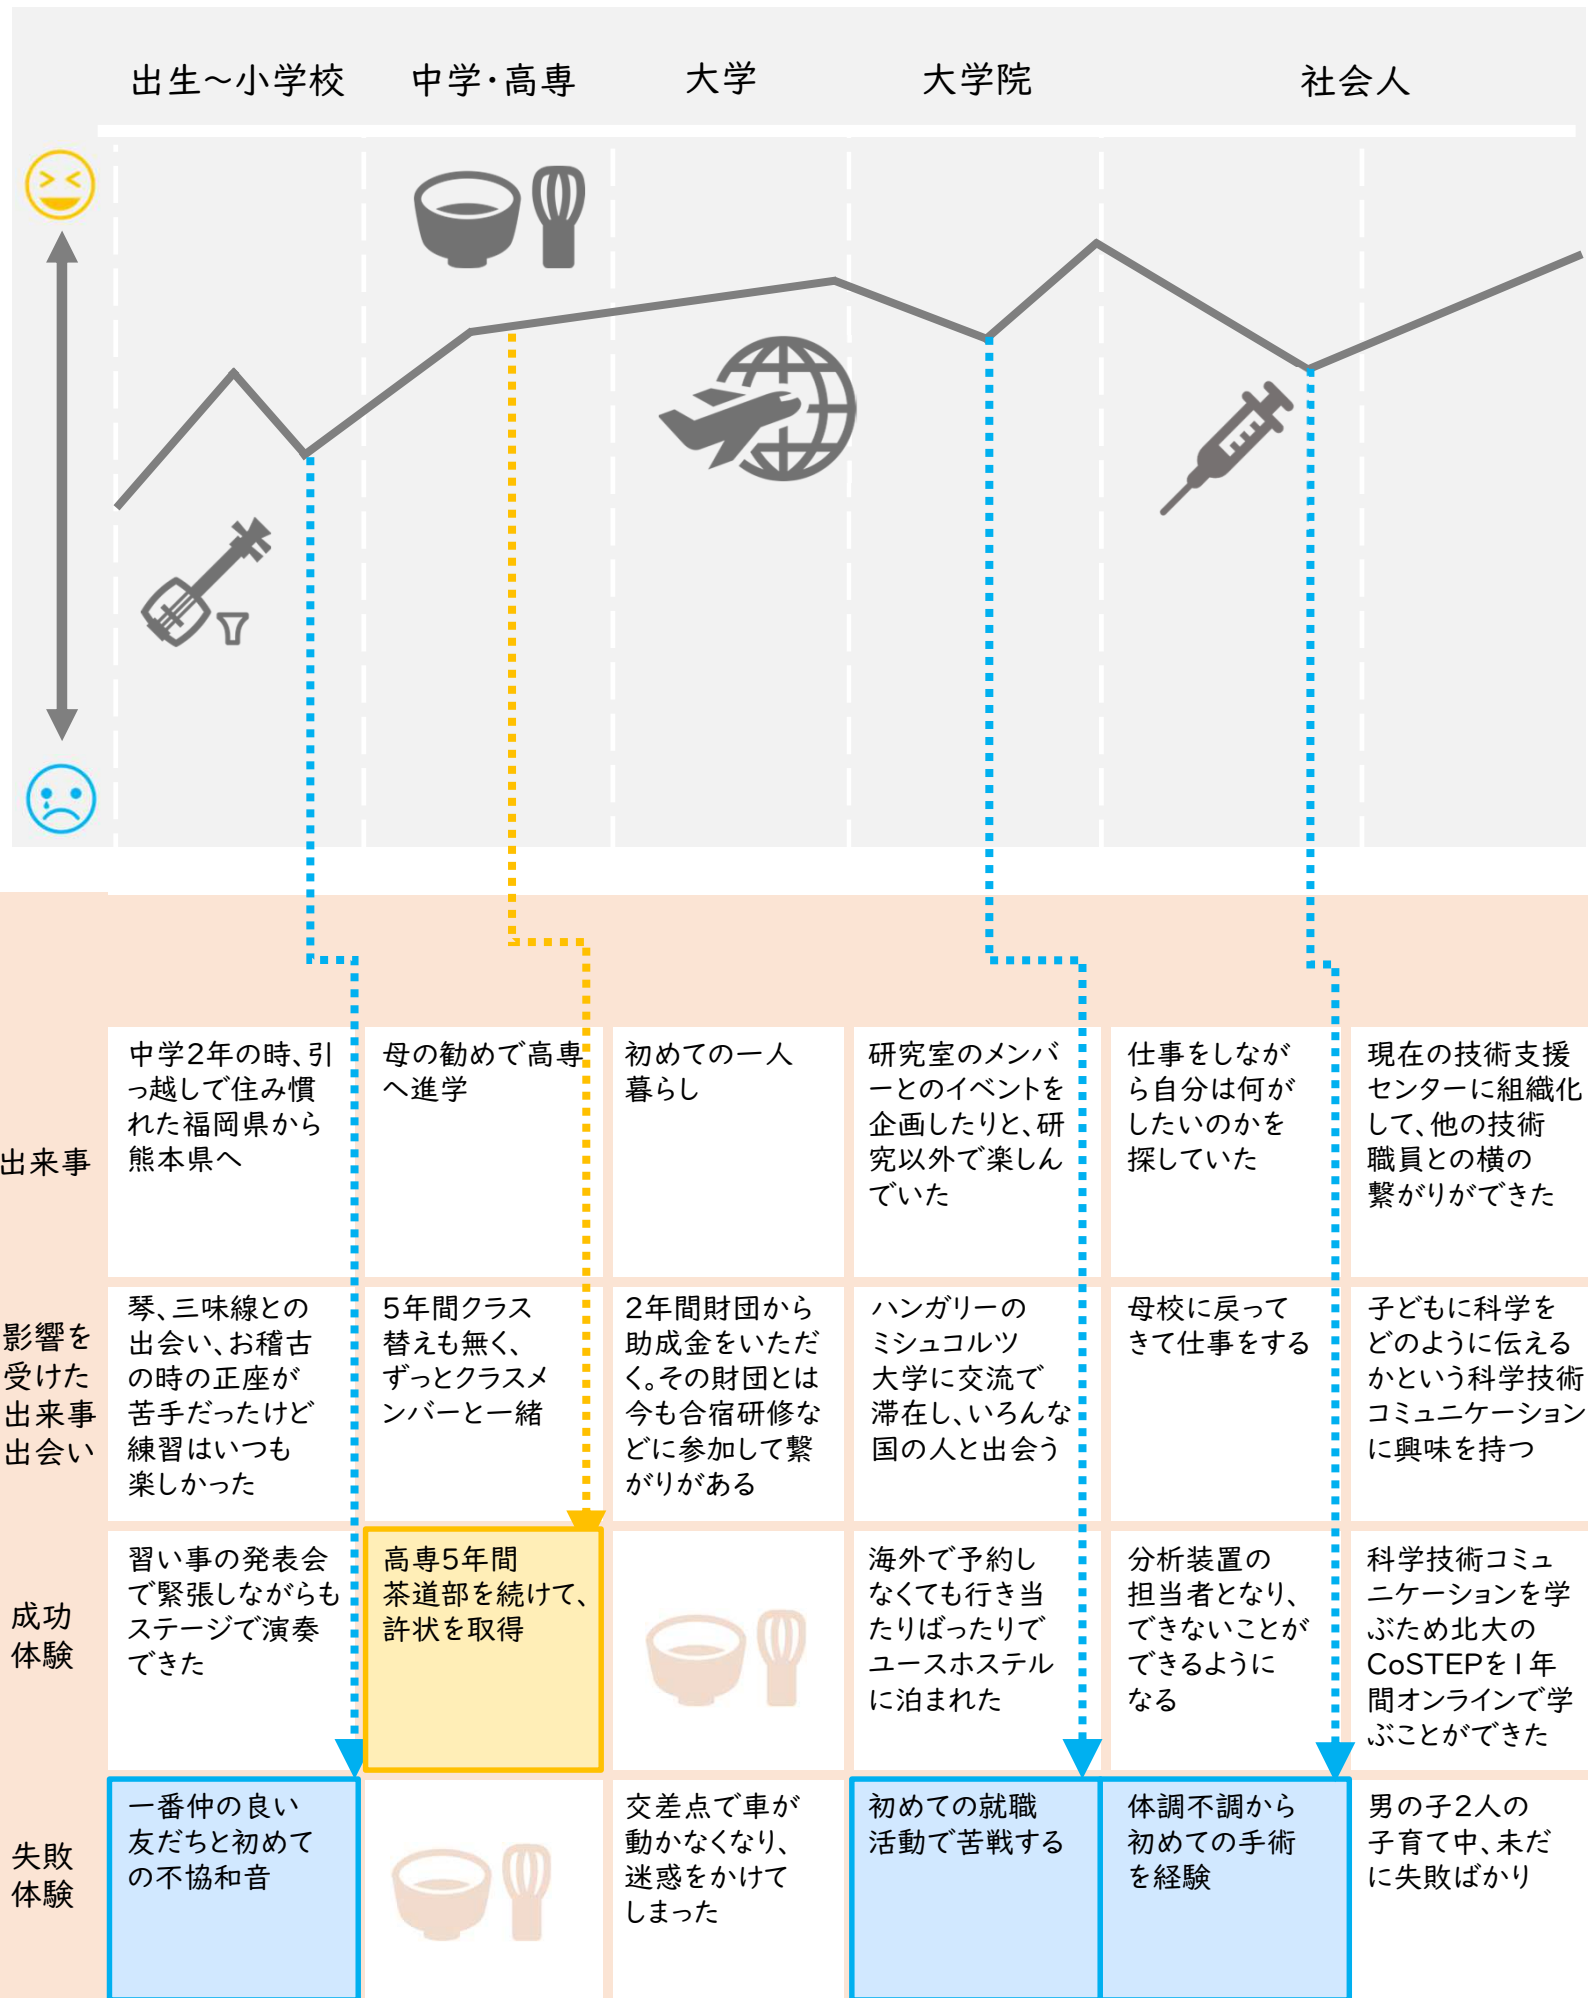 出生～小学校
中学・高専
大学
大学院
社会人
出来事
中学2年の時、引
っ越しで住み慣
れた福岡県から
熊本県へ
母の勧めで高専
へ進学
初めての一人
暮らし
研究室のメンバ
ーとのイベントを
企画したりと、研
究以外で楽しん
でいた
仕事をしなが
ら自分は何が
したいのかを
探していた
現在の技術支援
センターに組織化
して、他の技術
職員との横の
繋がりができた
影響を
受けた
出来事
出会い
琴、三味線との
出会い、お稽古
の時の正座が
苦手だったけど
練習はいつも
楽しかった
5年間クラス
替えも無く、
ずっとクラスメ
ンバーと一緒
2年間財団から
助成金をいただ
く。その財団とは
今も合宿研修な
どに参加して繋
がりがある
ハンガリーの
ミシュコルツ
大学に交流で
滞在し、いろんな
国の人と出会う
母校に戻って
きて仕事をする
子どもに科学を
どのように伝える
かという科学技術
コミュニケーション
に興味を持つ
成功
体験
習い事の発表会
で緊張しながらも
ステージで演奏
できた
高専5年間
茶道部を続けて、
許状を取得
海外で予約し
なくても行き当
たりばったりで
ユースホステル
に泊まれた
分析装置の
担当者となり、
できないことが
できるように
なる
科学技術コミュ
ニケーションを学
ぶため北大の
CoSTEPを1年
間オンラインで学
ぶことができた
失敗
体験
一番仲の良い
友だちと初めて
の不協和音
交差点で車が
動かなくなり、
迷惑をかけて
しまった
初めての就職
活動で苦戦する
体調不調から
初めての手術
を経験
男の子2人の
子育て中、未だ
に失敗ばかり